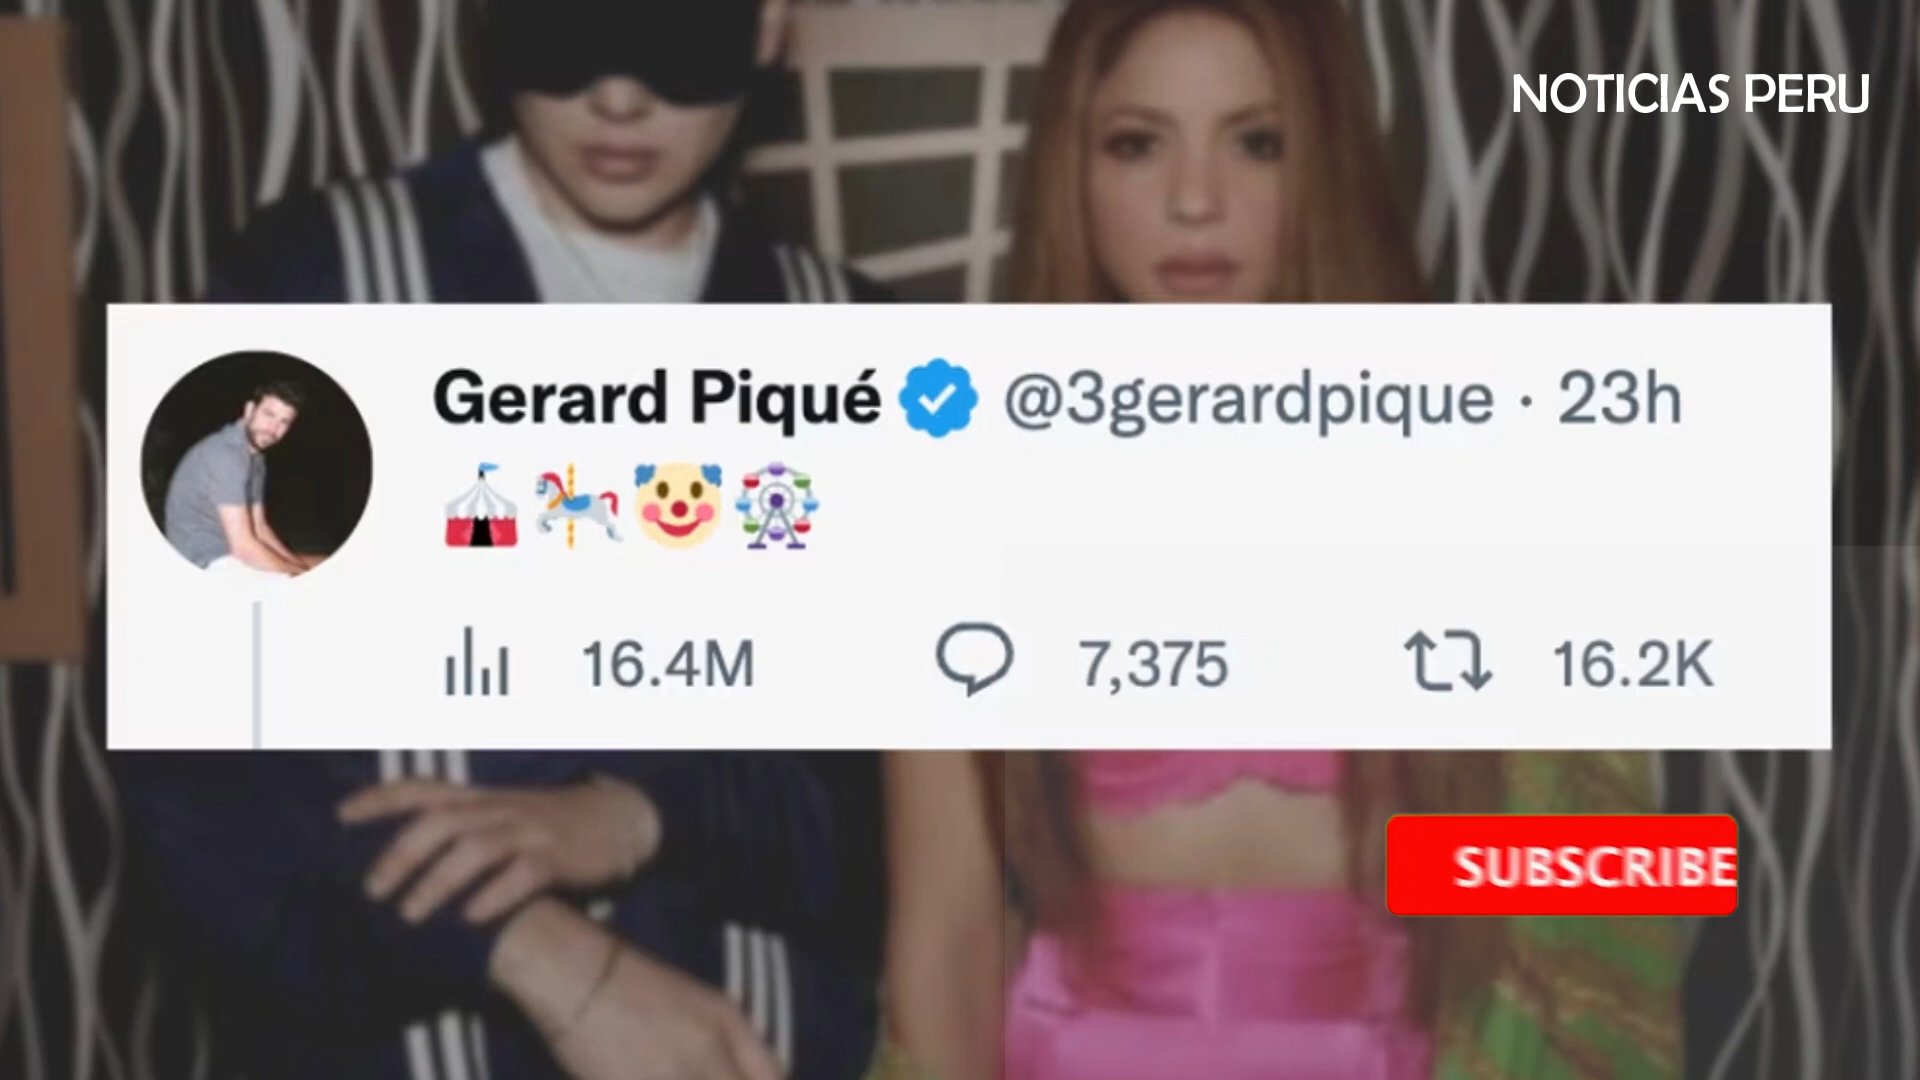 NOTICIAS PERU
Gerard Piqué @3gerardpique · 23h
🎪🎠🤡🎡
16.4M 7,375 16.2K
SUBSCRIBE